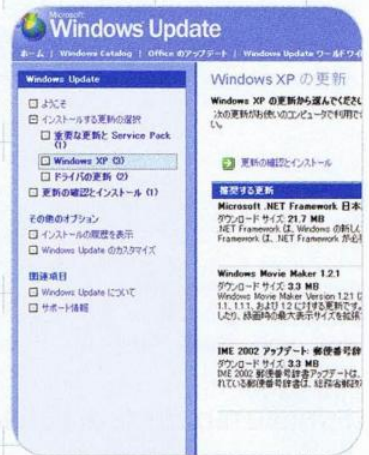 Microsoft
Windows Update
ホーム | Windows Catalog | Office のアップデート | Windows Update ワールドワイ
Windows Update
ようこそ
インストールする更新の選択
重要な更新と Service Pack
(1)
Windows XP (3)
ドライバの更新 (2)
更新の確認とインストール (1)
その他のオプション
インストールの履歴を表示
Windows Update のカスタマイズ
関連項目
Windows Update について
サポート情報
Windows XP の更新
Windows XP の更新から選んでくださ
次の更新がお使いのコンピュータで利用で
い。
更新の確認とインストール
推奨する更新
Microsoft .NET Framework 日本
ダウンロード サイズ: 21.7 MB
.NET Framework は、Windows の新し
Framework は、.NET Framework が必
Windows Movie Maker 1.2.1
ダウンロード サイズ: 3.3 MB
Windows Movie Maker Version 1.2.1 (
1.1、1.1.1、および 1.2 に対する更新です。
したり、録画時の最大表示サイズを拡張
IME 2002 アップデート: 郵便番号辞
ダウンロード サイズ: 3.3 MB
IME 2002 郵便番号辞書アップデートは、
れている郵便番号辞書は、総務省郵政